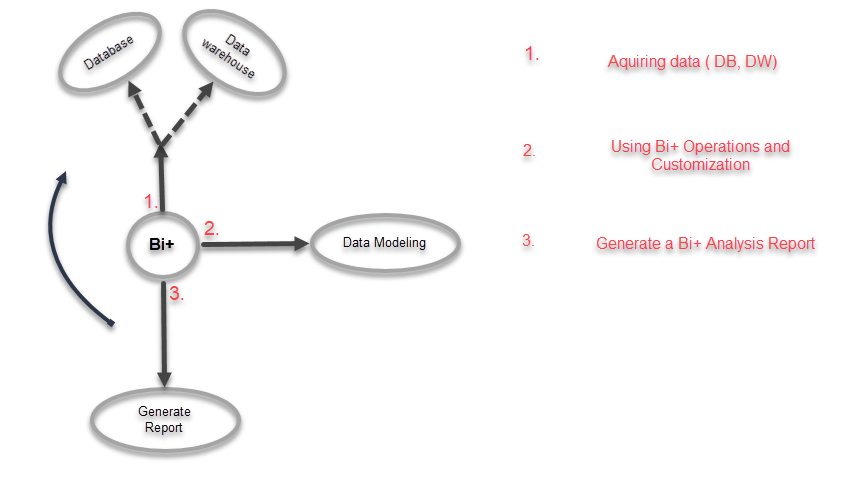 Database
Data
warehouse
1.
Aquiring data ( DB, DW)
2.
Using Bi+ Operations and
Customization
1.
Bi+
2.
Data Modeling
3.
Generate a Bi+ Analysis Report
3.
Generate
Report